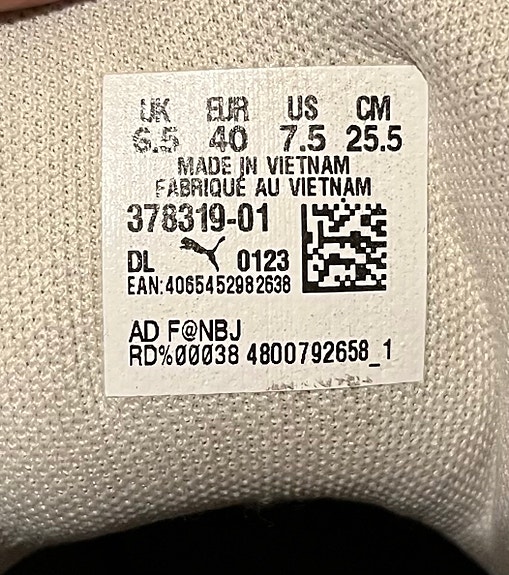 UK EUR US CM
6.5 40 7.5 25.5
MADE IN VIETNAM
FABRIQUÉ AU VIETNAM
378319-01
DL 0123
EAN:4065452982638
AD F@NBJ
RD%00038 4800792658_1